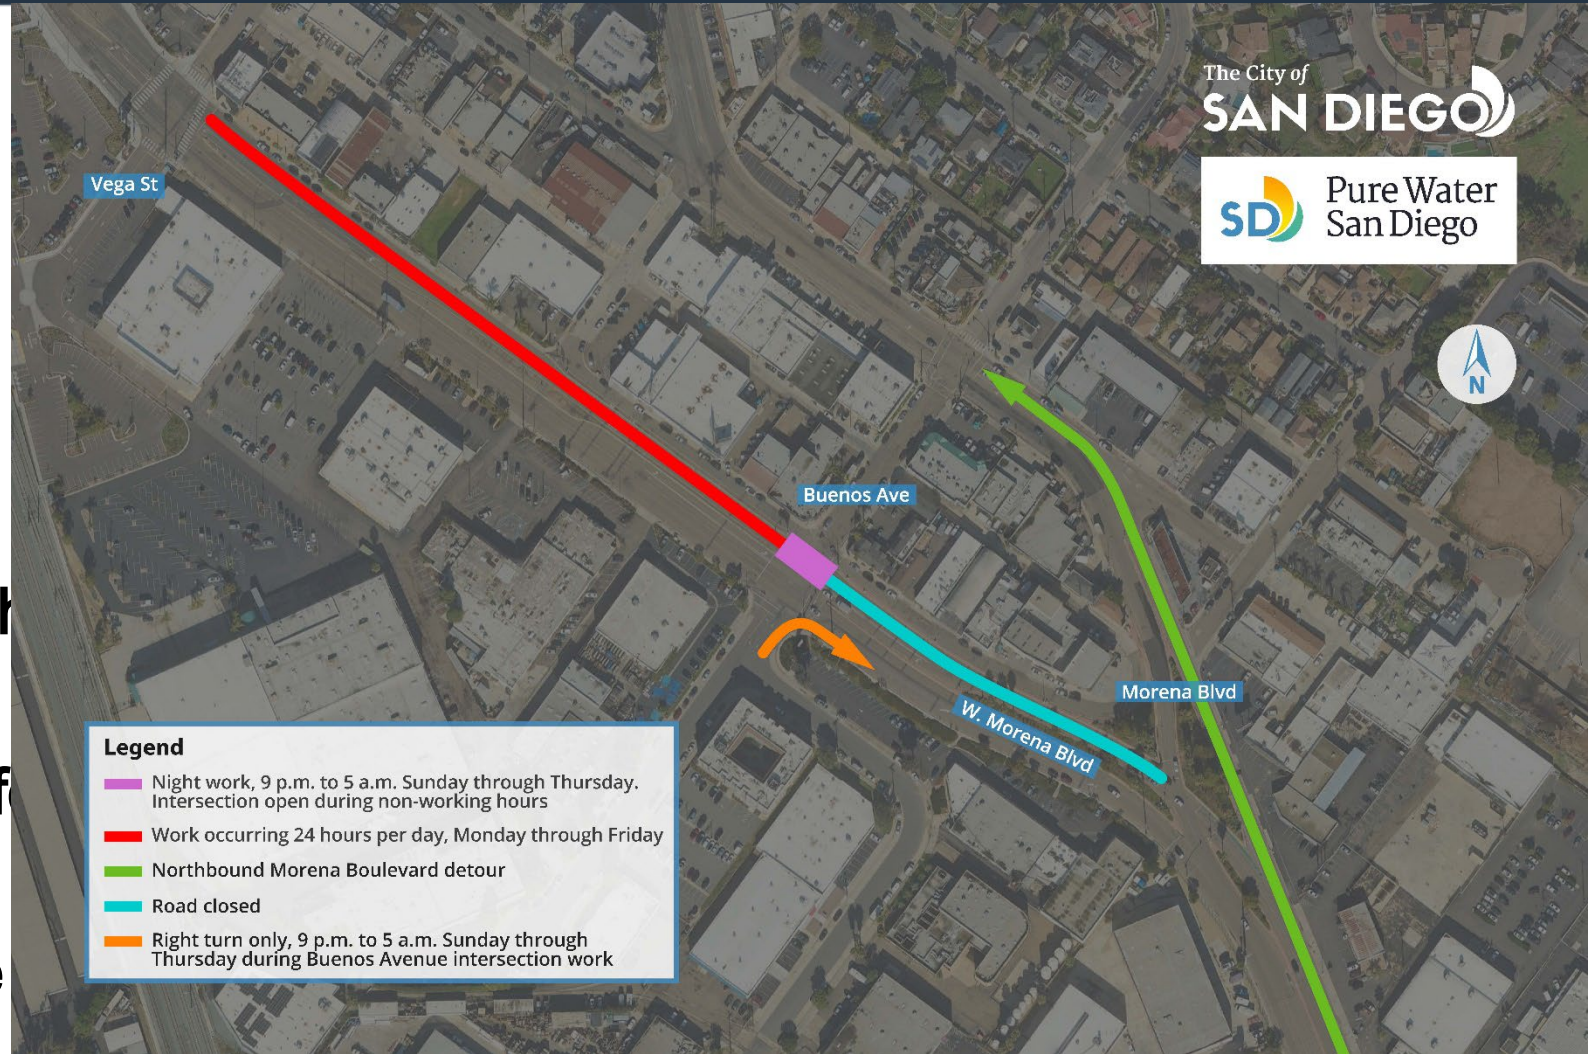 The City of
SAN DIEGO
SD Pure Water
San Diego
Vega St
N
Buenos Ave
Morena Blvd
W. Morena Blvd
Legend
Night work, 9 p.m. to 5 a.m. Sunday through Thursday.
Intersection open during non-working hours
Work occurring 24 hours per day, Monday through Friday
Northbound Morena Boulevard detour
Road closed
Right turn only, 9 p.m. to 5 a.m. Sunday through
Thursday during Buenos Avenue intersection work